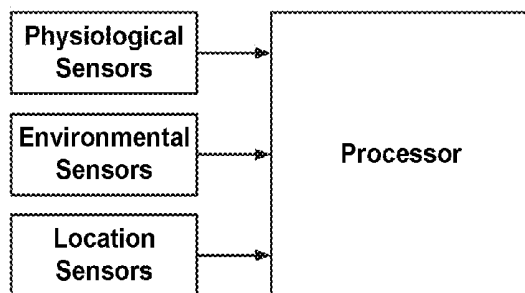 Physiological
Sensors
Environmental
Sensors
Processor
Location
Sensors